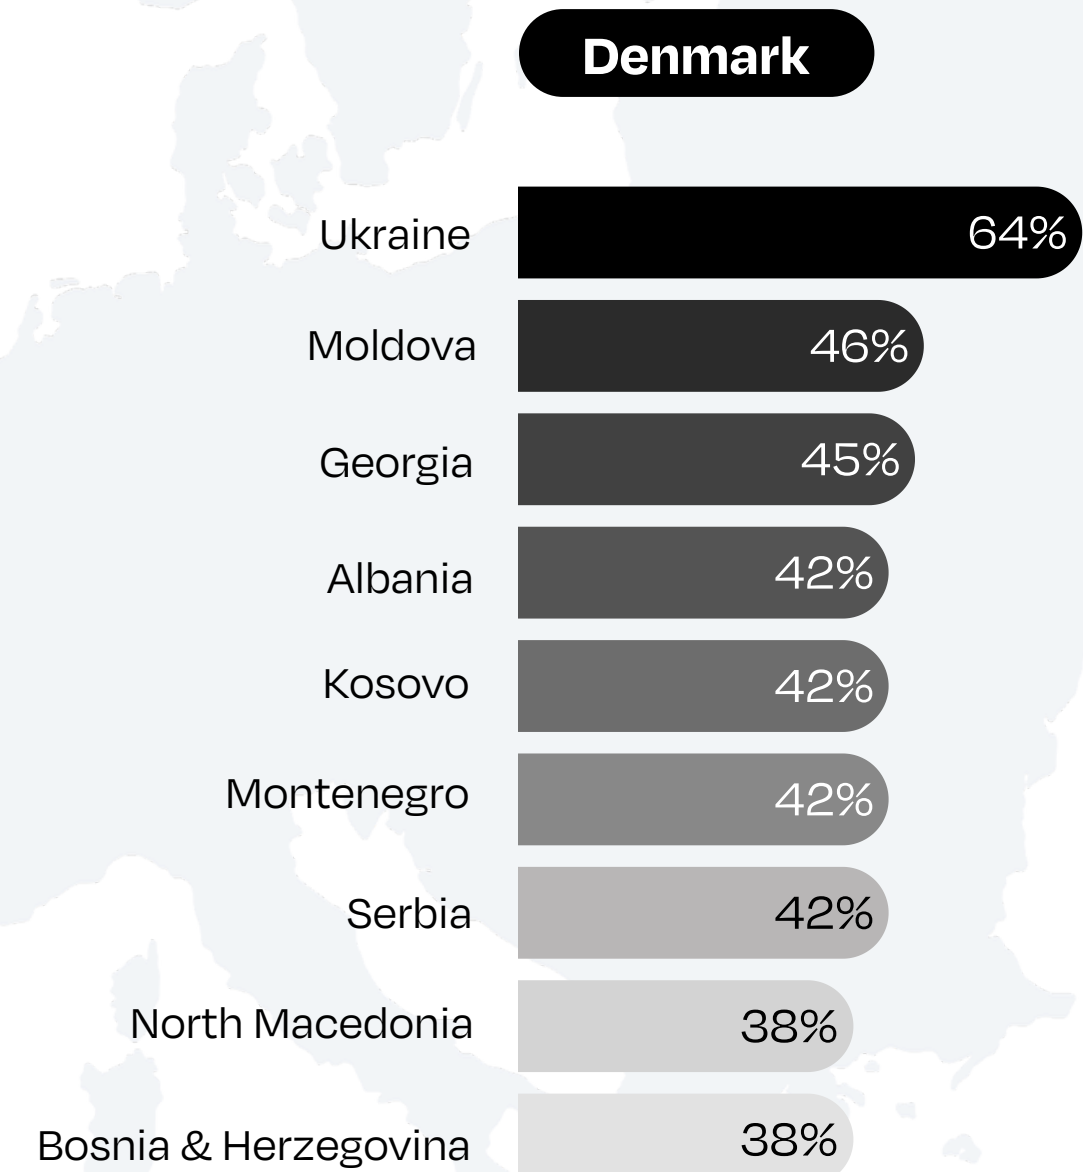 Denmark
Ukraine 64%
Moldova 46%
Georgia 45%
Albania 42%
Kosovo 42%
Montenegro 42%
Serbia 42%
North Macedonia 38%
Bosnia & Herzegovina 38%